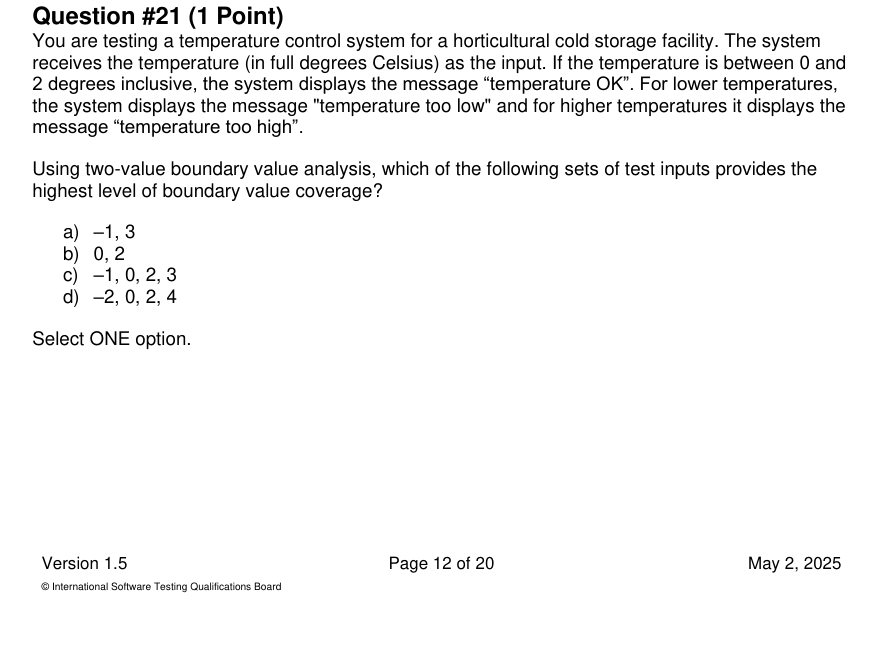 Question #21 (1 Point)
You are testing a temperature control system for a horticultural cold storage facility. The system
receives the temperature (in full degrees Celsius) as the input. If the temperature is between 0 and
2 degrees inclusive, the system displays the message “temperature OK”. For lower temperatures,
the system displays the message "temperature too low" and for higher temperatures it displays the
message “temperature too high”.
Using two-value boundary value analysis, which of the following sets of test inputs provides the
highest level of boundary value coverage?
a) –1, 3
b) 0, 2
c) –1, 0, 2, 3
d) –2, 0, 2, 4
Select ONE option.
Version 1.5 Page 12 of 20 May 2, 2025
© International Software Testing Qualifications Board